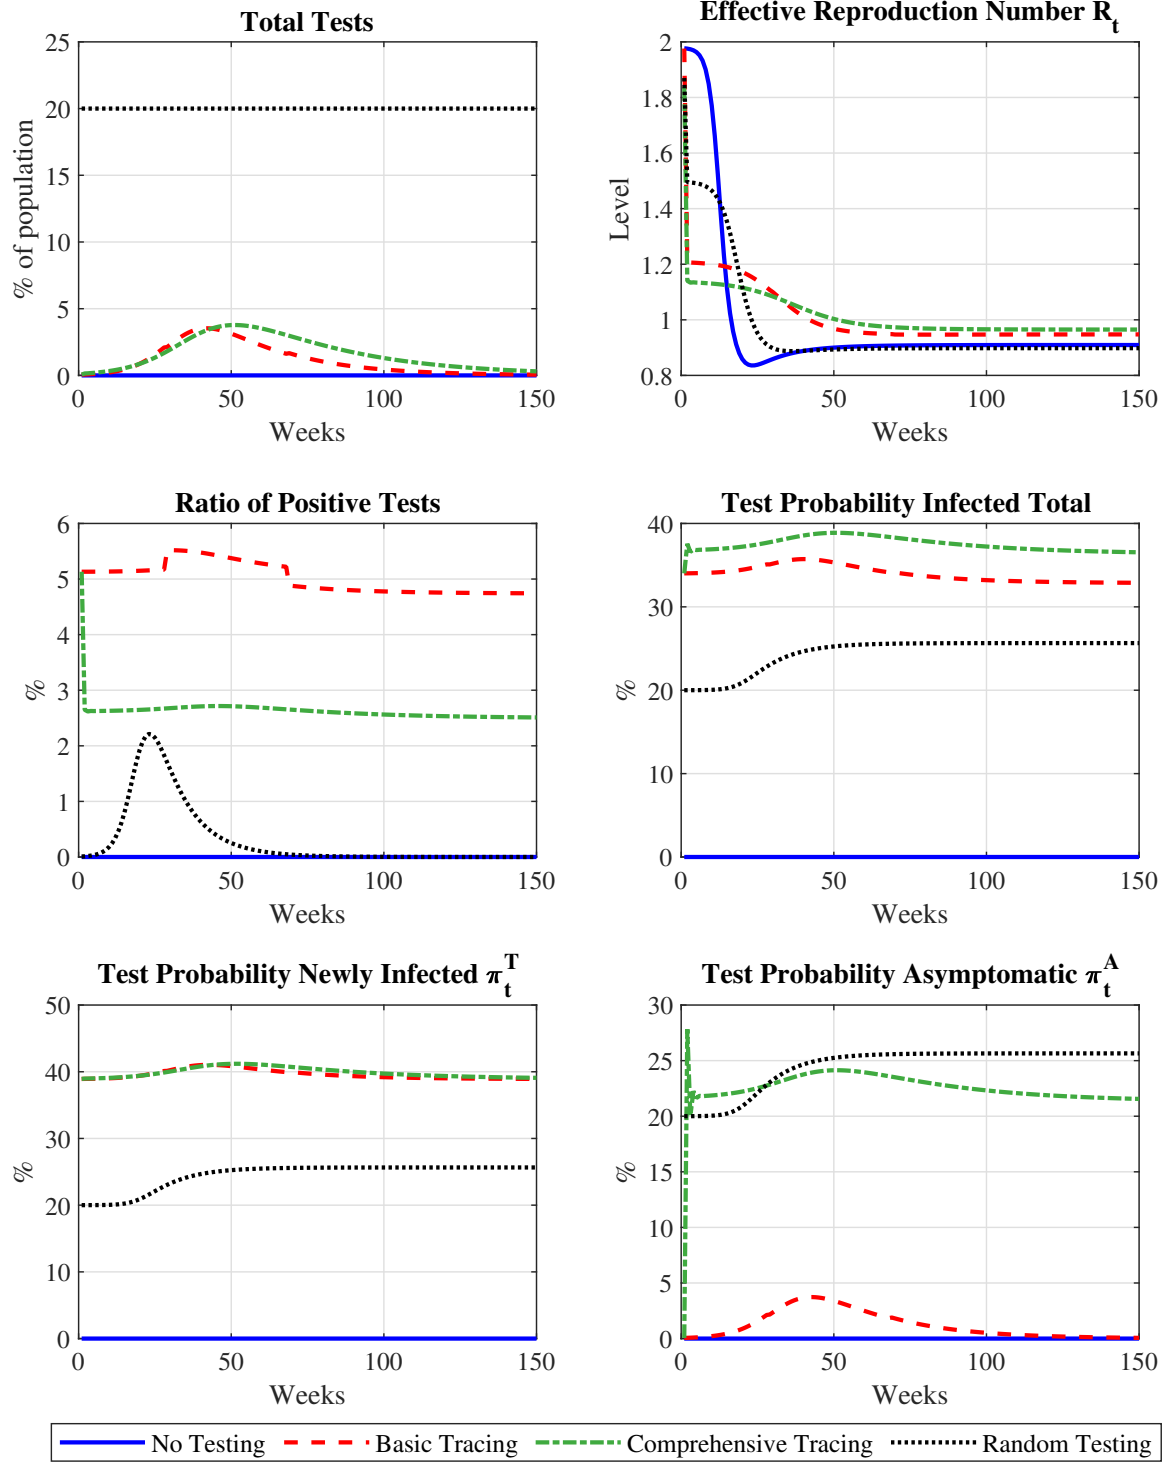 Total Tests
25
20
15
10
5
0
0 50 100 150
% of population
Weeks
Effective Reproduction Number R_t
2
1.8
1.6
1.4
1.2
1
0.8
0 50 100 150
Level
Weeks
Ratio of Positive Tests
6
5
4
3
2
1
0
0 50 100 150
%
Weeks
Test Probability Infected Total
40
30
20
10
0
0 50 100 150
%
Weeks
Test Probability Newly Infected π_t^T
50
40
30
20
10
0
0 50 100 150
%
Weeks
Test Probability Asymptomatic π_t^A
30
25
20
15
10
5
0
0 50 100 150
%
Weeks
No Testing Basic Tracing Comprehensive Tracing Random Testing